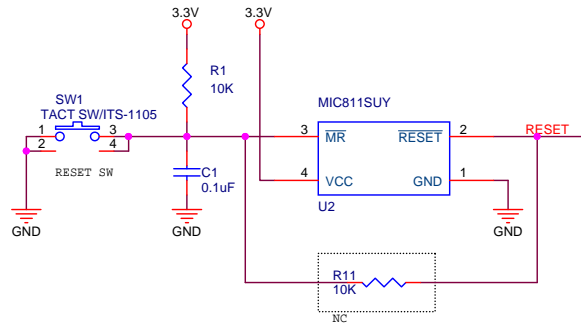 3.3V
3.3V
R1
10K
SW1
TACT SW/ITS-1105
MIC811SUY
1
2
3
4
3
MR
RESET
2
RESET
C1
0.1uF
RESET SW
4
VCC
GND
1
U2
GND
GND
GND
R11
10K
NC